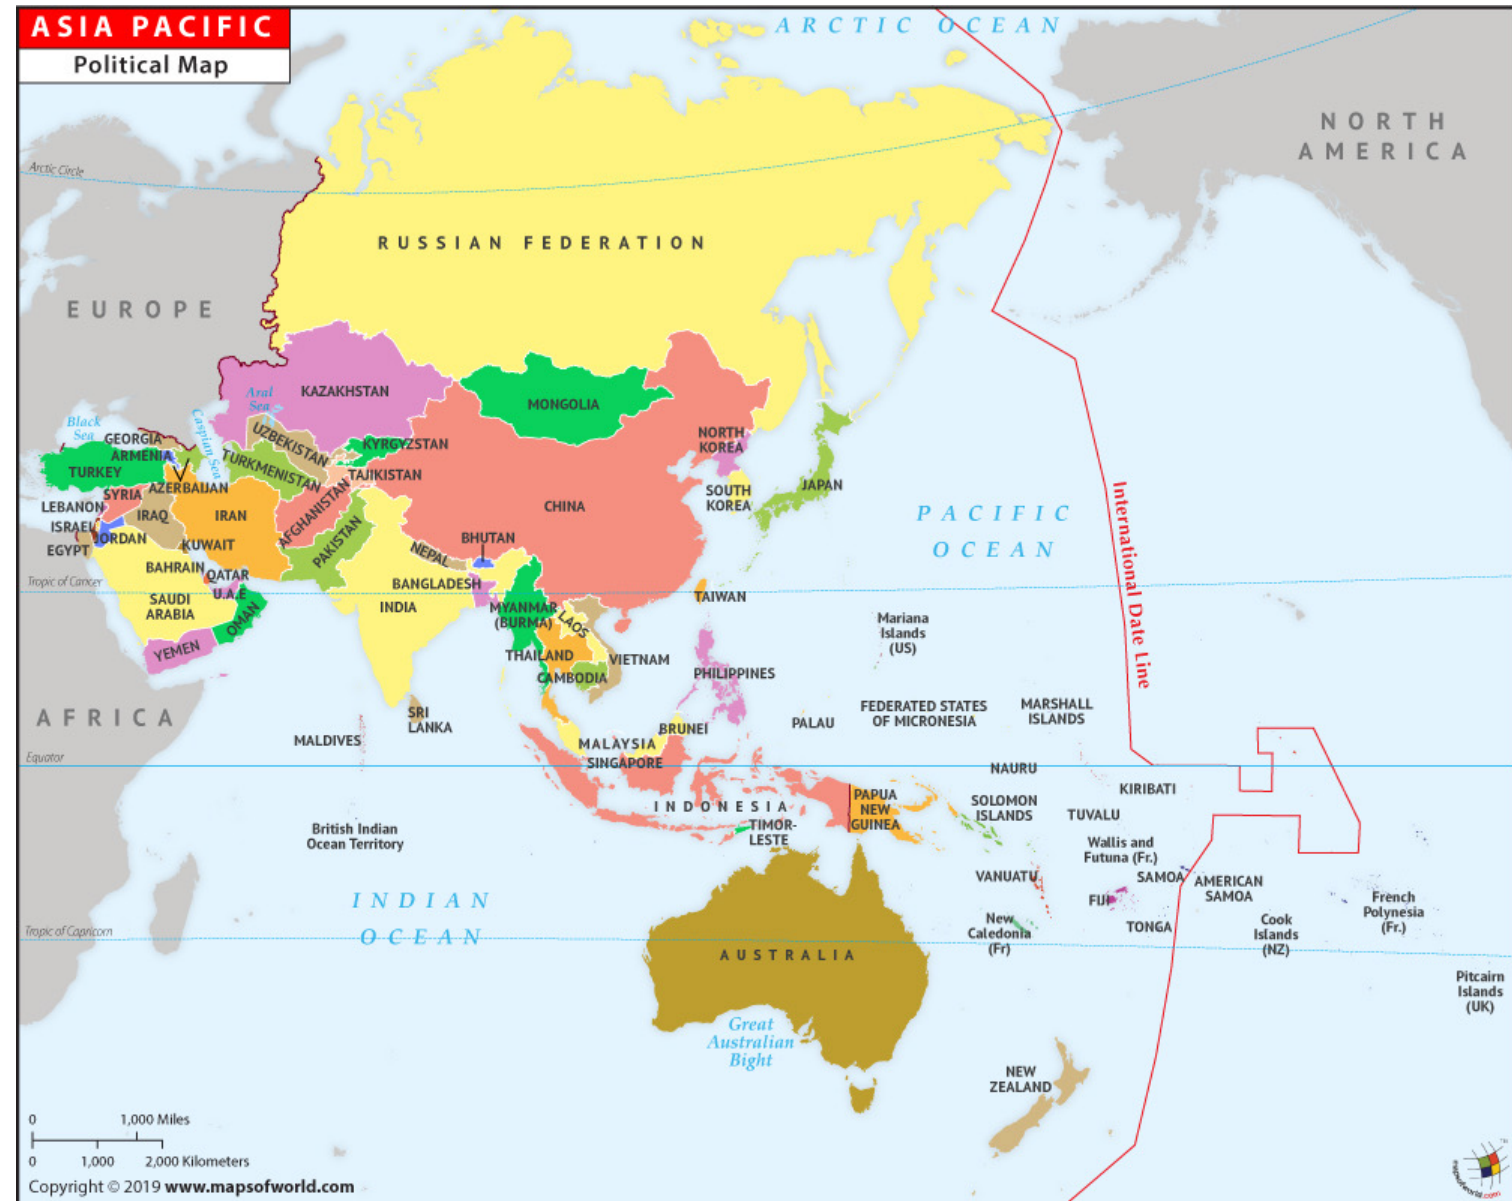 ASIA PACIFIC
Political Map
ARCTIC OCEAN
NORTH
AMERICA
Arctic Circle
RUSSIAN FEDERATION
EUROPE
KAZAKHSTAN
Aral
Sea
MONGOLIA
Black
Sea
Caspian Sea
GEORGIA
UZBEKISTAN
KYRGYZSTAN
NORTH
KOREA
ARMENIA
TURKEY
TURKMENISTAN
TAJIKISTAN
AZERBAIJAN
JAPAN
SYRIA
SOUTH
KOREA
LEBANON
IRAQ
IRAN
AFGHANISTAN
CHINA
International Date Line
PACIFIC
OCEAN
ISRAEL
JORDAN
EGYPT
KUWAIT
PAKISTAN
NEPAL
BHUTAN
BAHRAIN
QATAR
Tropic of Cancer
U.A.E
BANGLADESH
SAUDI
ARABIA
OMAN
INDIA
MYANMAR
(BURMA)
LAOS
TAIWAN
Mariana
Islands
(US)
YEMEN
THAILAND
VIETNAM
CAMBODIA
PHILIPPINES
AFRICA
SRI
LANKA
PALAU
FEDERATED STATES
OF MICRONESIA
MARSHALL
ISLANDS
MALDIVES
BRUNEI
MALAYSIA
Equator
SINGAPORE
NAURU
KIRIBATI
INDONESIA
PAPUA
NEW
GUINEA
SOLOMON
ISLANDS
TUVALU
British Indian
Ocean Territory
TIMOR-
LESTE
Wallis and
Futuna (Fr.)
VANUATU
SAMOA
AMERICAN
SAMOA
INDIAN
OCEAN
FIJI
New
Caledonia
(Fr)
TONGA
Cook
Islands
(NZ)
French
Polynesia
(Fr.)
Tropic of Capricorn
AUSTRALIA
Pitcairn
Islands
(UK)
Great
Australian
Bight
NEW
ZEALAND
0 1,000 Miles
0 1,000 2,000 Kilometers
Copyright © 2019 www.mapsofworld.com
mapsofworld.com